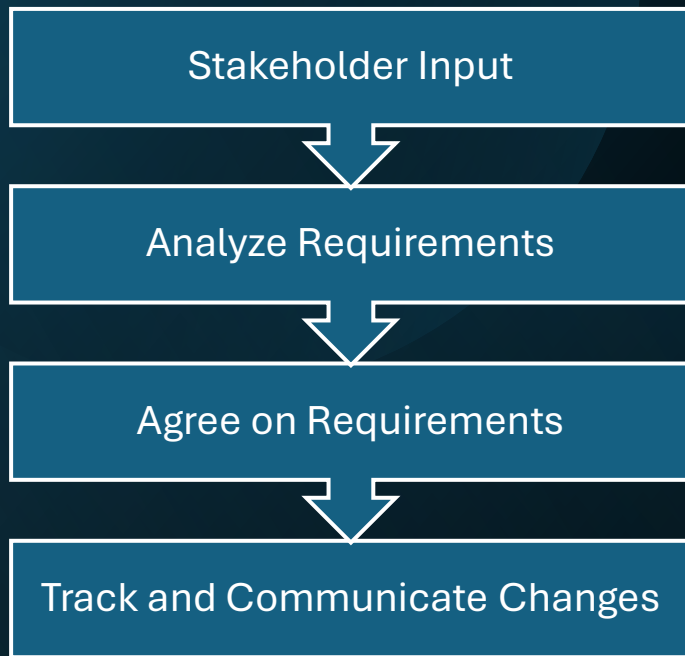 Stakeholder Input
Analyze Requirements
Agree on Requirements
Track and Communicate Changes